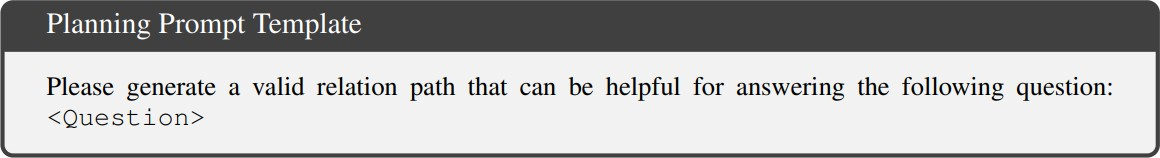 Planning Prompt Template
Please generate a valid relation path that can be helpful for answering the following question:
<Question>